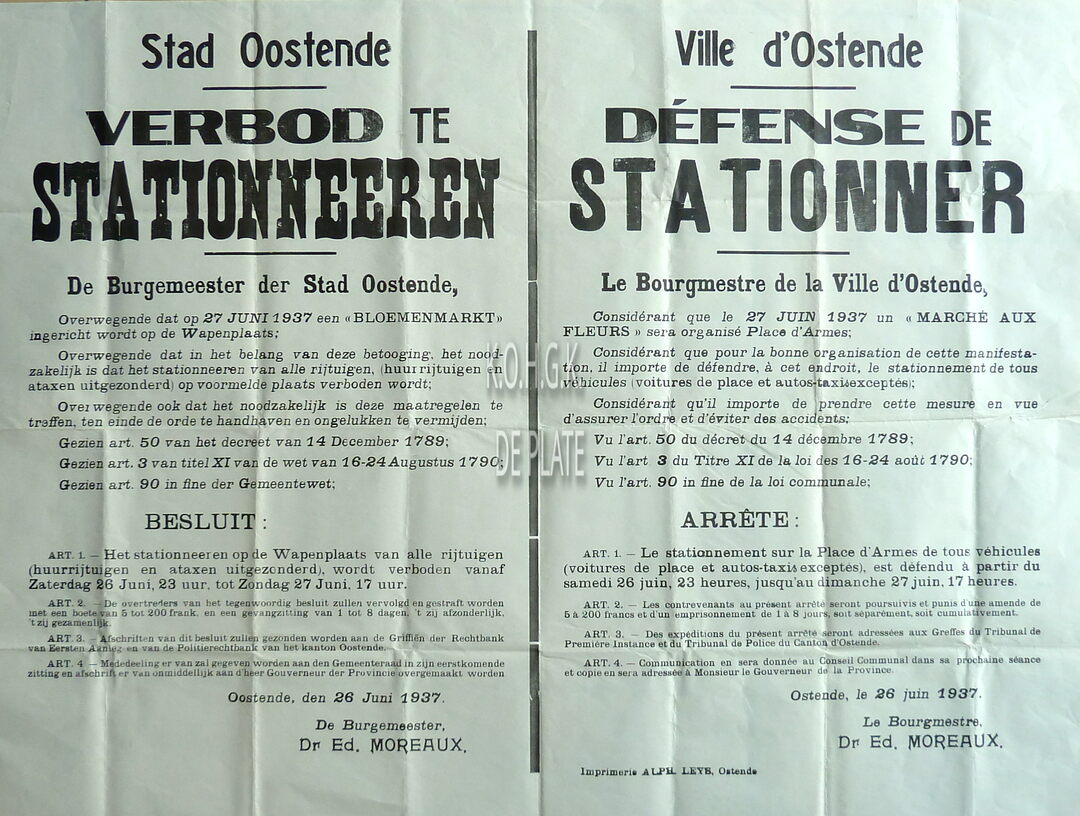 Stad Oostende
VERBOD TE
STATIONNEEREN
De Burgemeester der Stad Oostende,
Overwegende dat op 27 JUNI 1937 een «BLOEMENMARKT»
ingericht wordt op de Wapenplaats;
Overwegende dat in het belang van deze betooging, het nood-
zakelijk is dat het stationneeren van alle rijtuigen, (huurrijtuigen en
ataxen uitgezonderd) op voormelde plaats verboden wordt;
Overwegende ook dat het noodzakelijk is deze maatregelen te
treffen, ten einde de orde te handhaven en ongelukken te vermijden;
Gezien art. 50 van het decreet van 14 December 1789;
Gezien art. 3 van titel XI van de wet van 16-24 Augustus 1790;
Gezien art. 90 in fine der Gemeentewet;
BESLUIT :
ART. 1. — Het stationneeren op de Wapenplaats van alle rijtuigen
(huurrijtuigen en ataxen uitgezonderd), wordt verboden vanaf
Zaterdag 26 Juni, 23 uur, tot Zondag 27 Juni, 17 uur.
ART. 2. — De overtreders van het tegenwoordig besluit zullen vervolgd en gestraft worden
met een boete van 5 tot 200 frank, en een gevangzitting van 1 tot 8 dagen, 't zij afzonderlijk,
't zij gezamenlijk.
ART. 3. — Afschriften van dit besluit zullen gezonden worden aan de Griffiën der Rechtbank
van Eersten Aanleg en van de Politierechtbank van het kanton Oostende.
ART. 4 — Mededeeling er van zal gegeven worden aan den Gemeenteraad in zijn eerstkomende
zitting en afschrift er van onmiddellijk aan d'heer Gouverneur der Provincie overgemaakt worden
Oostende, den 26 Juni 1937.
De Burgemeester,
Dr Ed. MOREAUX.
Ville d'Ostende
DÉFENSE DE
STATIONNER
Le Bourgmestre de la Ville d'Ostende,
Considérant que le 27 JUIN 1937 un « MARCHÉ AUX
FLEURS » sera organisé Place d'Armes;
Considérant que pour la bonne organisation de cette manifesta-
tion, il importe de défendre, à cet endroit, le stationnement de tous
véhicules (voitures de place et autos-taxis exceptés);
Considérant qu'il importe de prendre cette mesure en vue
d'assurer l'ordre et d'éviter des accidents;
Vu l'art. 50 du décret du 14 décembre 1789;
Vu l'art 3 du Titre XI de la loi des 16-24 août 1790;
Vu l'art. 90 in fine de la loi communale;
ARRÊTE :
ART. 1. — Le stationnement sur la Place d'Armes de tous véhicules
(voitures de place et autos-taxis exceptés), est défendu à partir du
samedi 26 juin, 23 heures, jusqu'au dimanche 27 juin, 17 heures.
ART. 2. — Les contrevenants au présent arrêté seront poursuivis et punis d'une amende de
5 à 200 francs et d'un emprisonnement de 1 à 8 jours, soit séparément, soit cumulativement.
ART. 3. — Des expéditions du présent arrêté seront adressées aux Greffes du Tribunal de
Première Instance et du Tribunal de Police du Canton d'Ostende.
ART. 4. — Communication en sera donnée au Conseil Communal dans sa prochaine séance
et copie en sera adressée à Monsieur le Gouverneur de la Province.
Ostende, le 26 juin 1937.
Le Bourgmestre,
Dr Ed. MOREAUX.
Imprimerie ALPH. LEYS, Ostende
K.O.H.G.K
DE PLATE